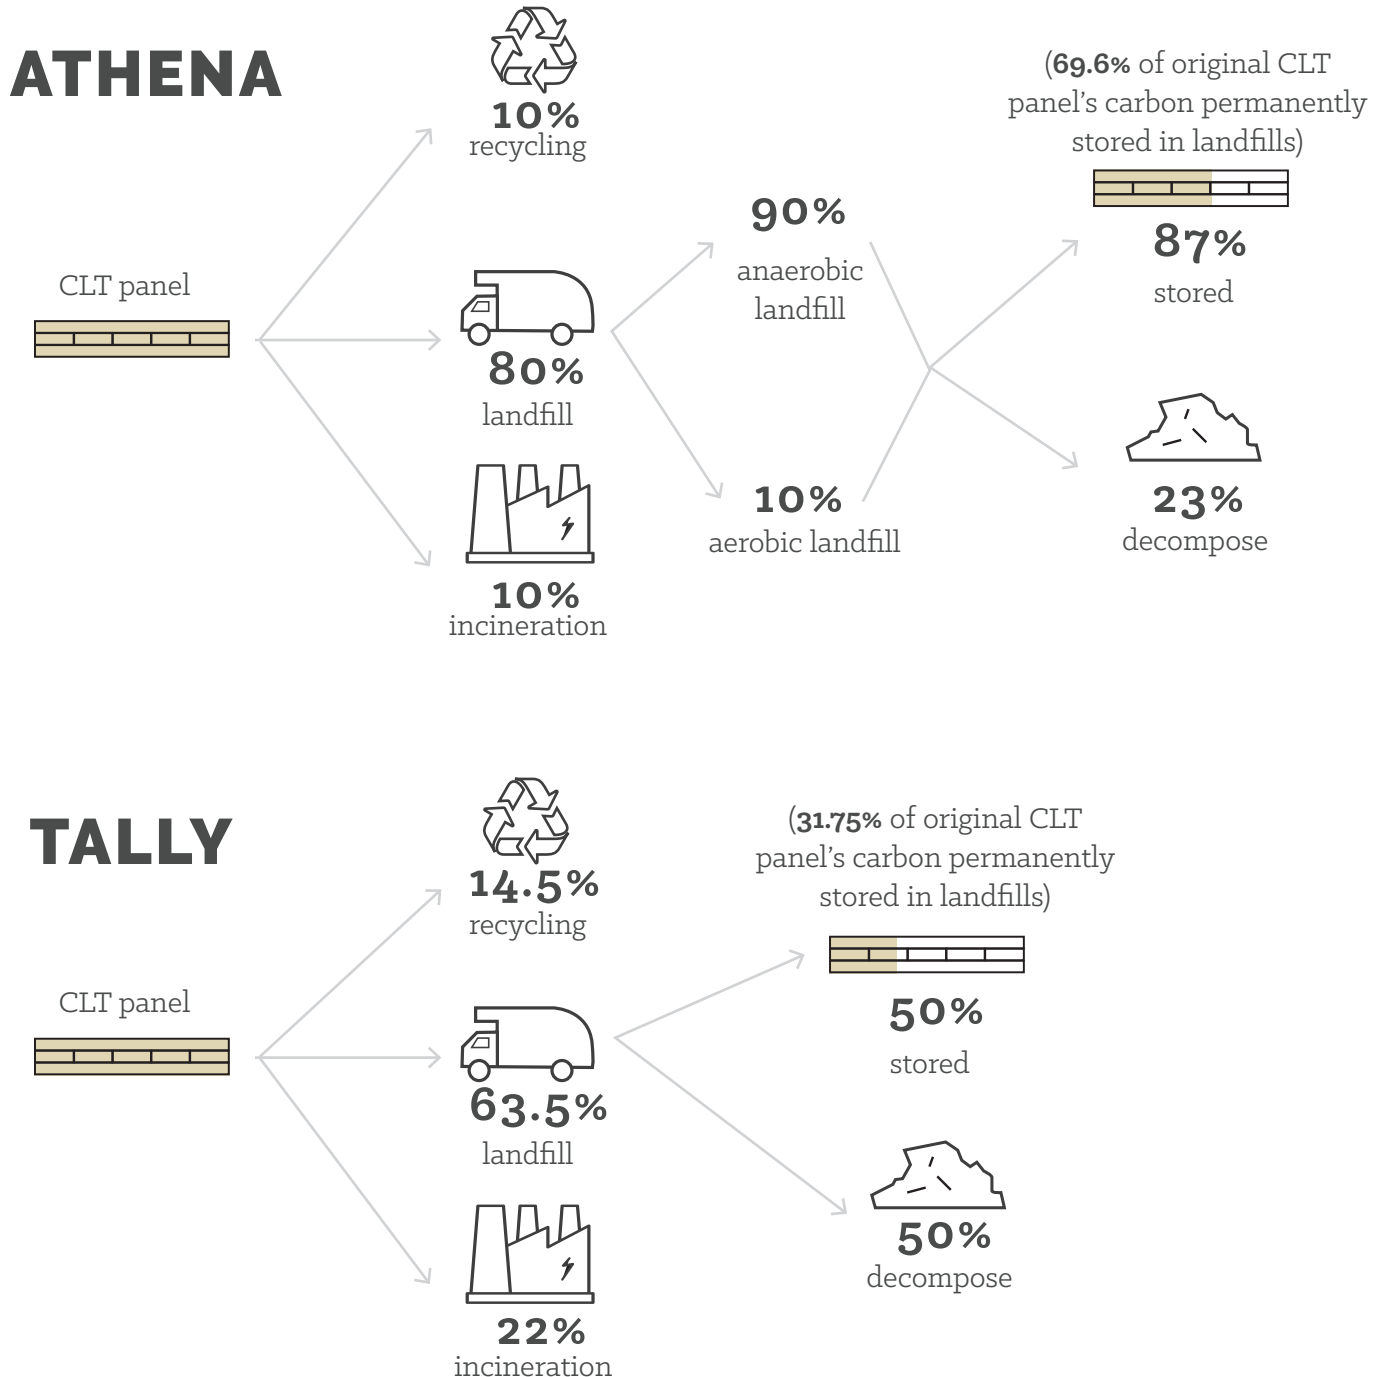 ATHENA
10%
recycling
(69.6% of original CLT
panel's carbon permanently
stored in landfills)
CLT panel
90%
anaerobic
landfill
87%
stored
80%
landfill
10%
aerobic landfill
23%
decompose
10%
incineration
TALLY
14.5%
recycling
(31.75% of original CLT
panel's carbon permanently
stored in landfills)
CLT panel
50%
stored
63.5%
landfill
50%
decompose
22%
incineration